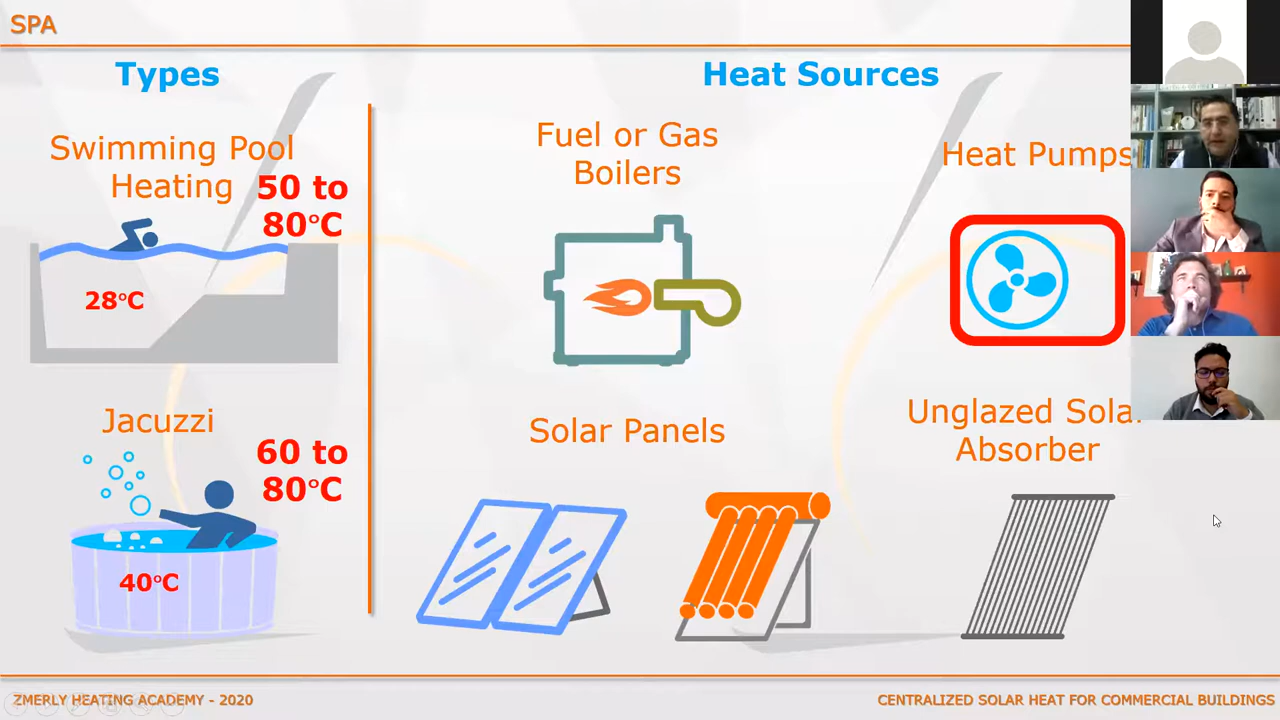 SPA
Types
Heat Sources
Swimming Pool
Heating
50 to
80°C
28°C
Jacuzzi
60 to
80°C
40°C
Fuel or Gas
Boilers
Heat Pumps
Solar Panels
Unglazed Sola
Absorber
ZMERLY HEATING ACADEMY - 2020
CENTRALIZED SOLAR HEAT FOR COMMERCIAL BUILDINGS